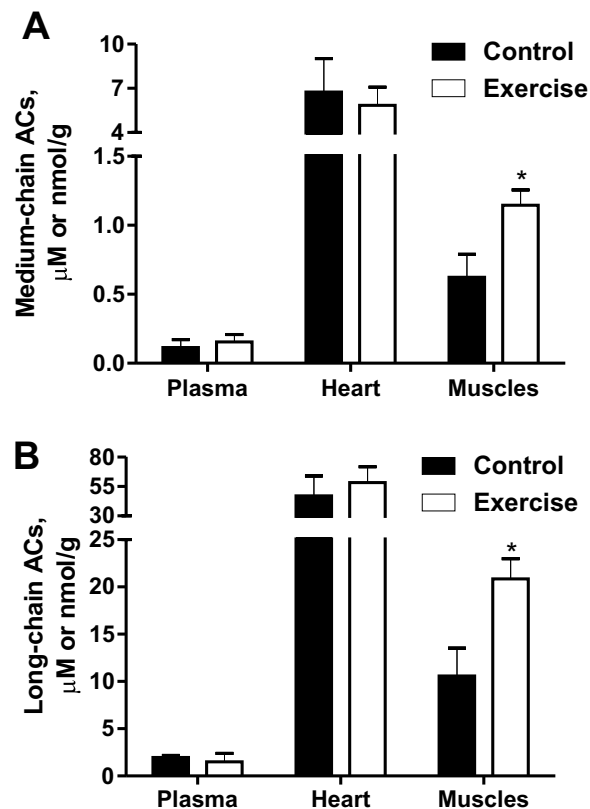 A
Medium-chain ACs,
μM or nmol/g
10
7
4
1.5
1.0
0.5
0.0
Control
Exercise
*
Plasma Heart Muscles
B
Long-chain ACs,
μM or nmol/g
80
55
30
25
20
15
10
5
0
Control
Exercise
*
Plasma Heart Muscles